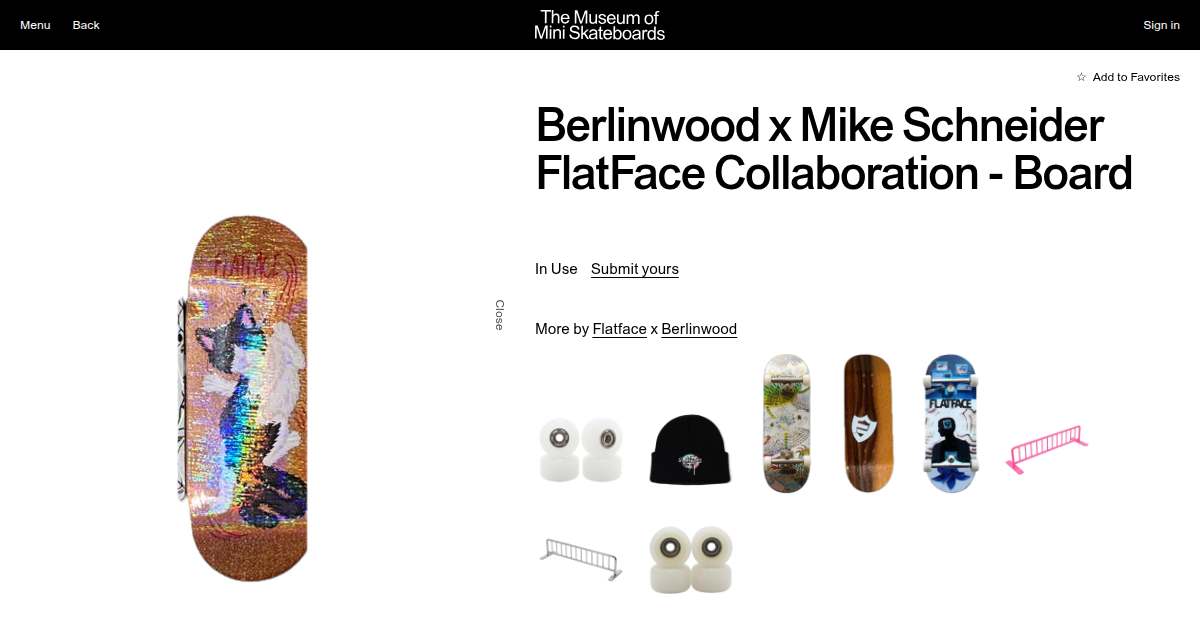 Menu
Back
The Museum of
Mini Skateboards
Sign in
☆ Add to Favorites
Berlinwood x Mike Schneider
FlatFace Collaboration - Board
In Use
Submit yours
Close
More by Flatface x Berlinwood
FLATFACE
FLATFACE